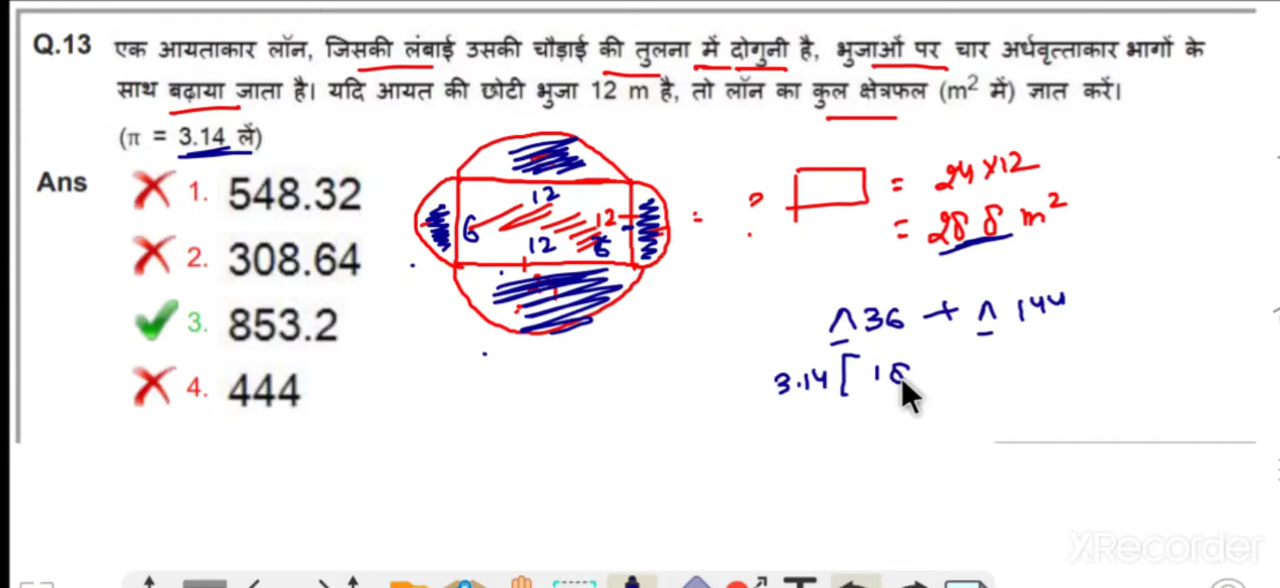 Q.13 एक आयताकार लॉन, जिसकी लंबाई उसकी चौड़ाई की तुलना में दोगुनी है, भुजाओं पर चार अर्धवृत्ताकार भागों के
साथ बढ़ाया जाता है। यदि आयत की छोटी भुजा 12 m है, तो लॉन का कुल क्षेत्रफल (m² में) ज्ञात करें।
(π = 3.14 लें)
Ans
1. 548.32
2. 308.64
3. 853.2
4. 444
12
6
12
12
6
= ?
= 24 × 12
= 288 m²
π 36 + π 144
3.14 [ 18
XRecorder